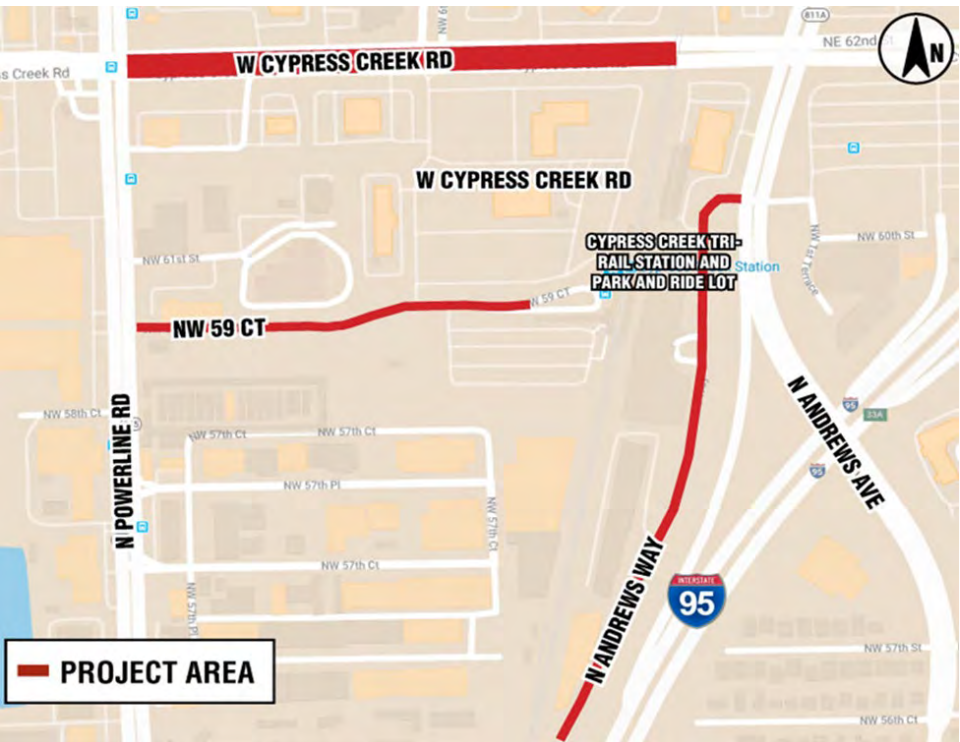 811A
NE 62nd St
N
ss Creek Rd
W CYPRESS CREEK RD
W CYPRESS CREEK RD
CYPRESS CREEK TRI-
RAIL STATION AND
PARK AND RIDE LOT
Station
NW 1st Terrace
NW 60th St
NW 61st St
W 59 CT
NW 59 CT
N POWERLINE RD
NW 58th Ct
95
33A
95
N ANDREWS AVE
NW 57th Ct
NW 57th Ct
NW 57th Pl
NW 57th Ct
NW 57th Ct
NW 57th Pl
N ANDREWS WAY
INTERSTATE
95
NW 57th St
NW 56th Ct
PROJECT AREA